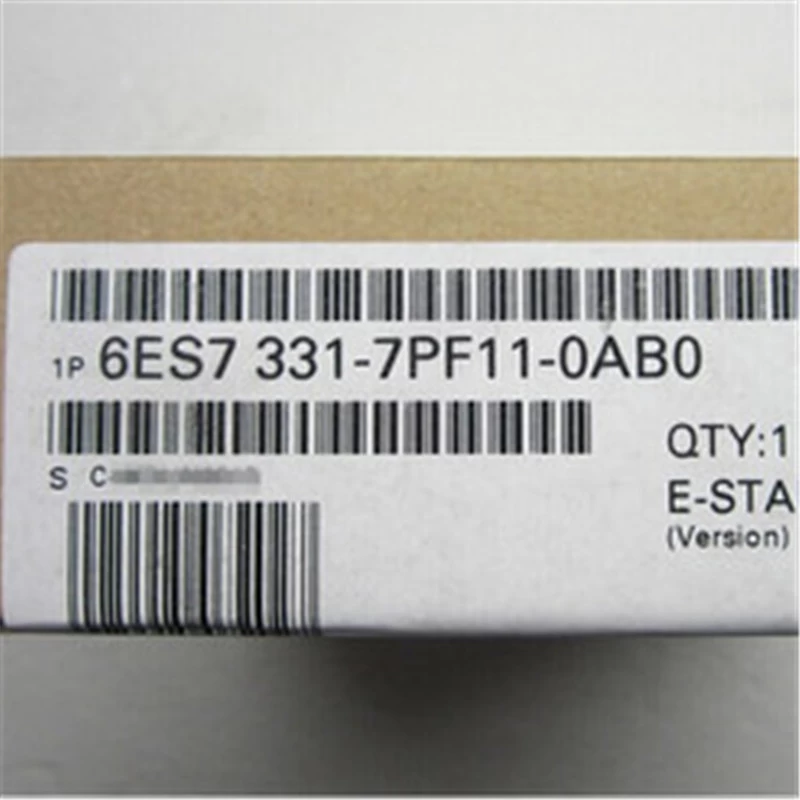 1P 6ES7 331-7PF11-0AB0
S C
QTY:1
E-STA
(Version)